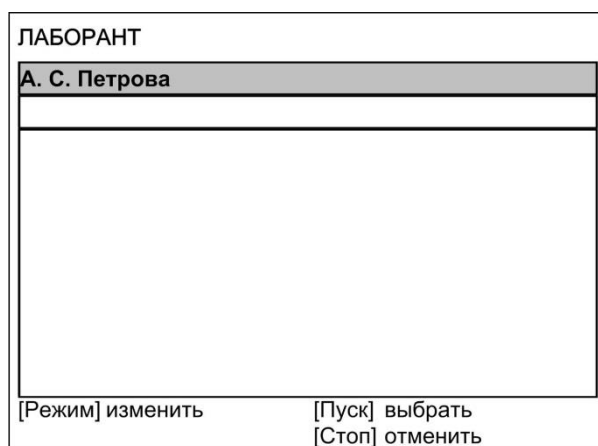 ЛАБОРАНТ
А. С. Петрова
[Режим] изменить [Пуск] выбрать
[Стоп] отменить